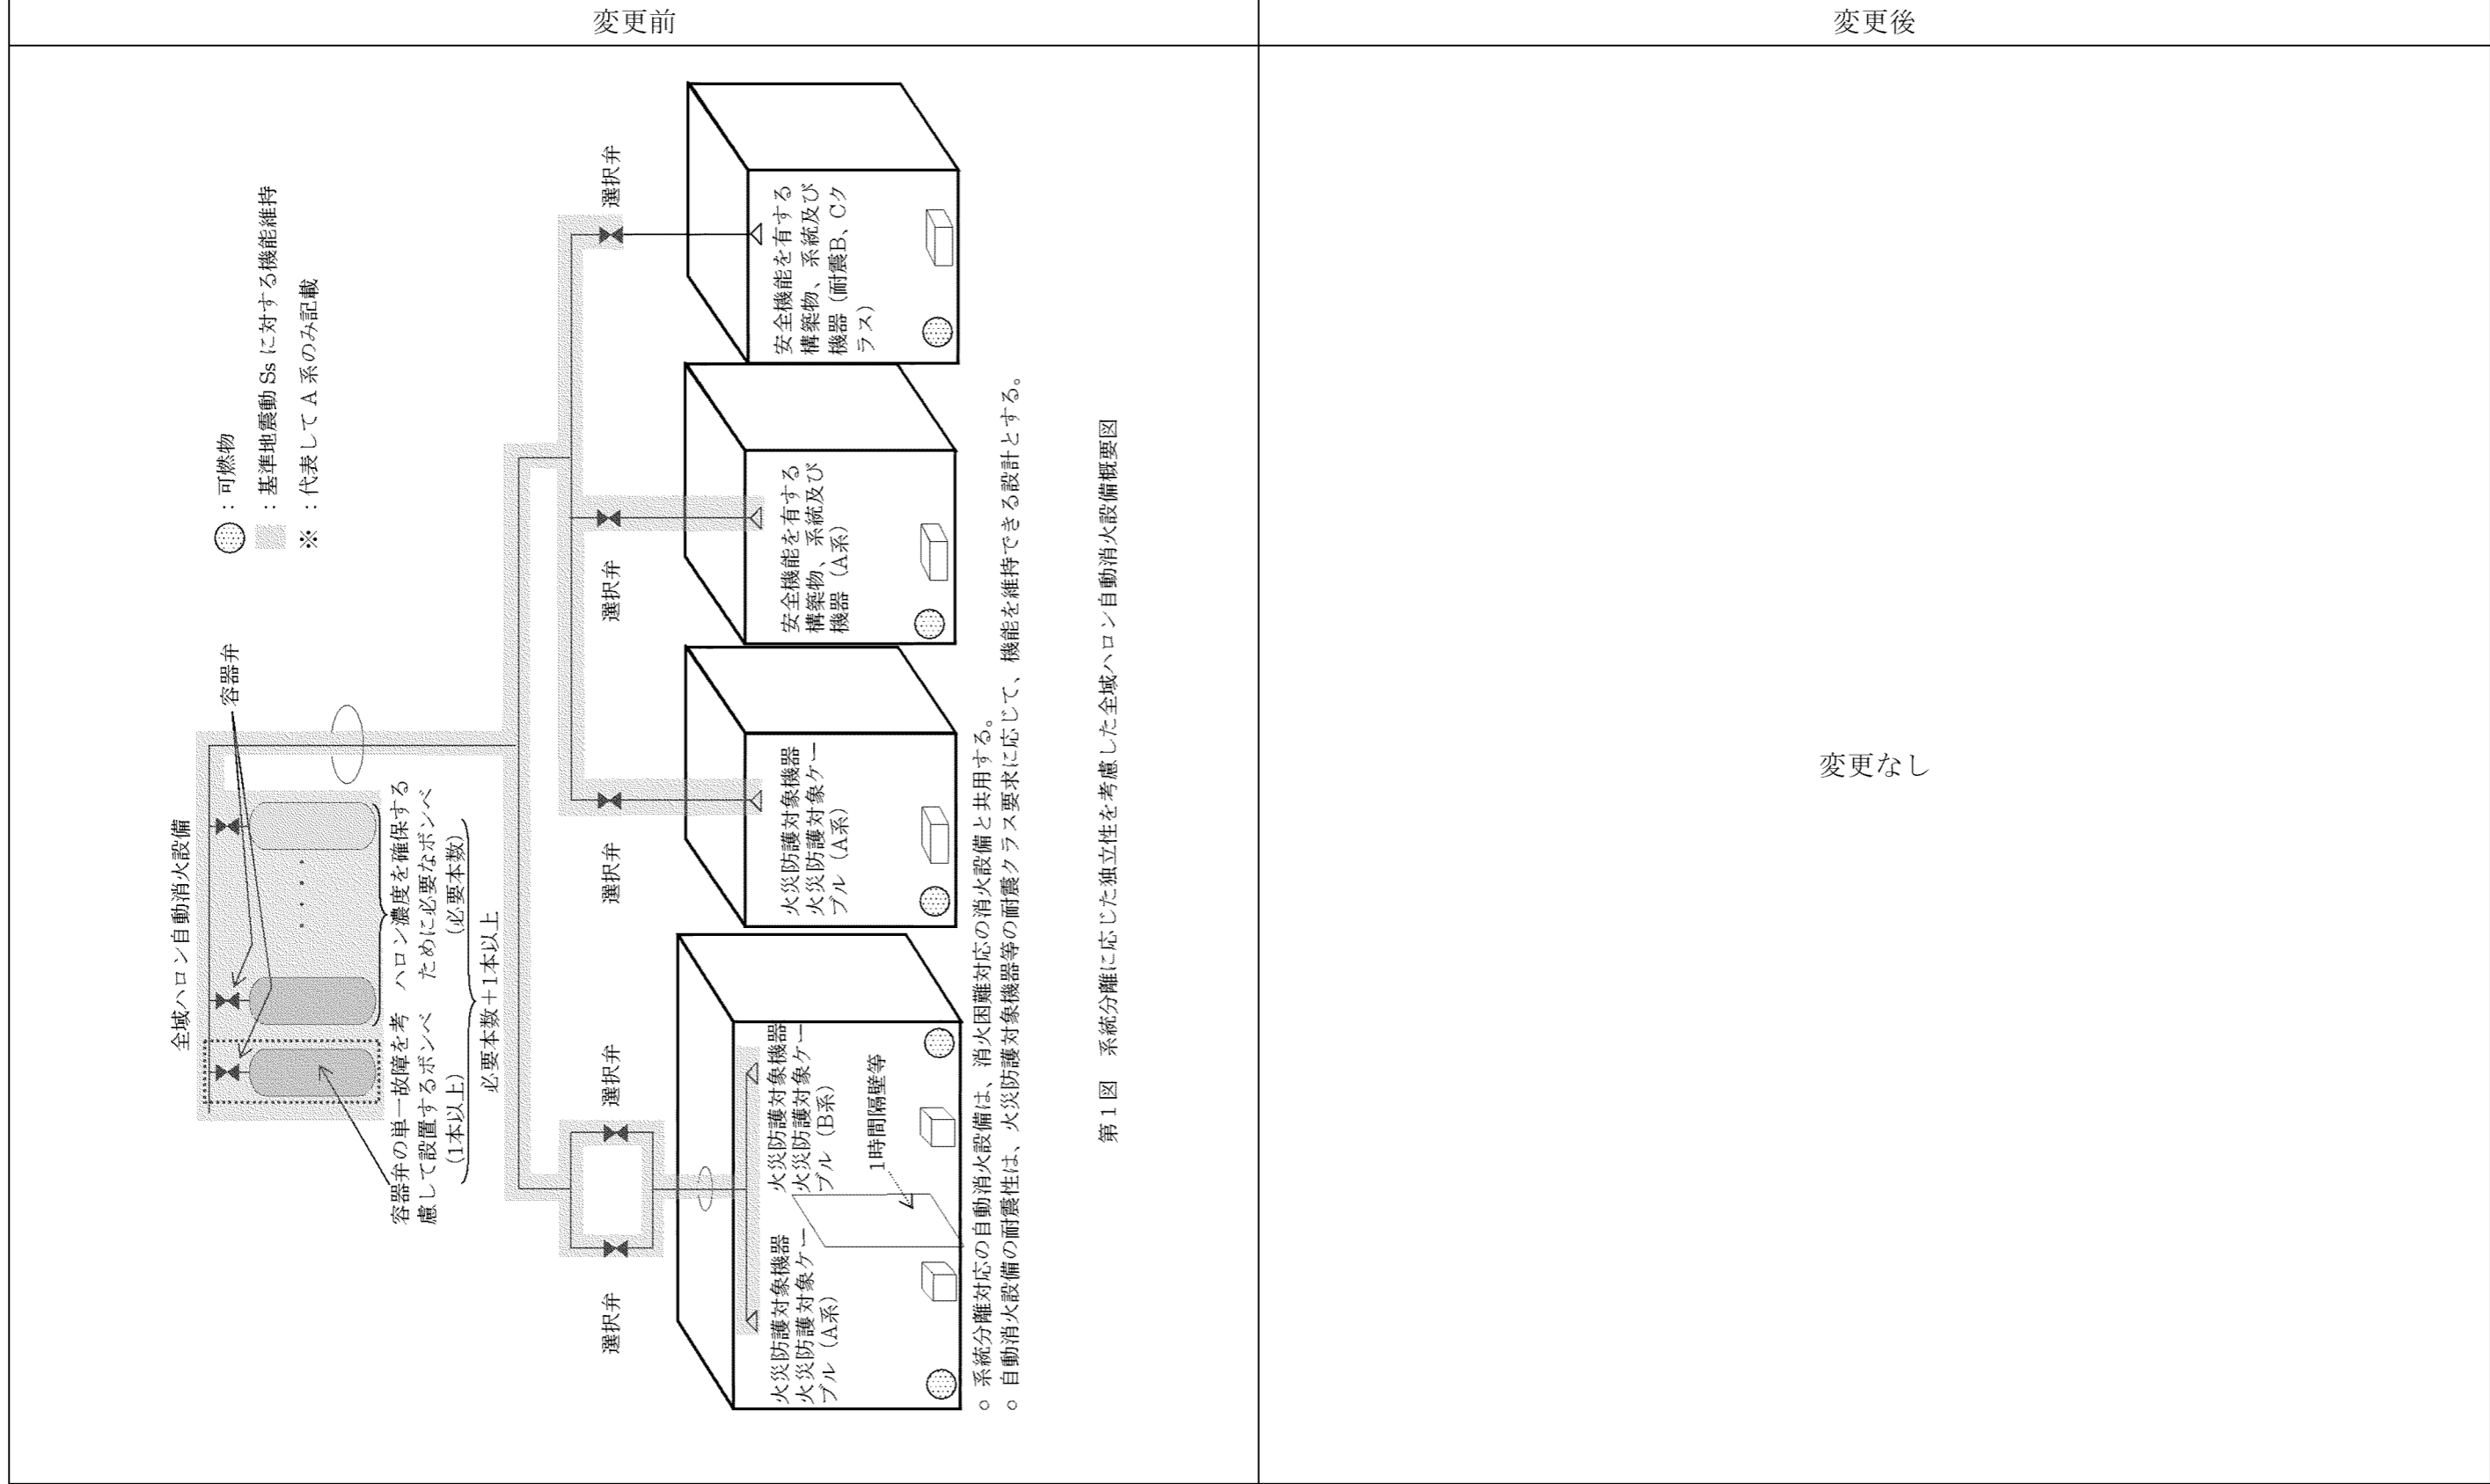 変更前
変更後
全域ハロン自動消火設備
容器弁
：可燃物
：基準地震動 Ss に対する機能維持
※：代表して A 系のみ記載
容器弁の単一故障を考
慮して設置するボンベ
(1本以上)
ハロン濃度を確保する
ために必要なボンベ
(必要本数)
必要本数＋1本以上
選択弁
選択弁
選択弁
選択弁
選択弁
火災防護対象機器
火災防護対象ケー
ブル（A系）
火災防護対象機器
火災防護対象ケー
ブル（B系）
1時間隔壁等
火災防護対象機器
火災防護対象ケー
ブル（A系）
安全機能を有する
構築物、系統及び
機器（A系）
安全機能を有する
構築物、系統及び
機器（耐震B、Cク
ラス）
○ 系統分離対応の自動消火設備は、消火困難対応の消火設備と共用する。
○ 自動消火設備の耐震性は、火災防護対象機器等の耐震クラス要求に応じて、機能を維持できる設計とする。
第１図　系統分離に応じた独立性を考慮した全域ハロン自動消火設備概要図
変更なし